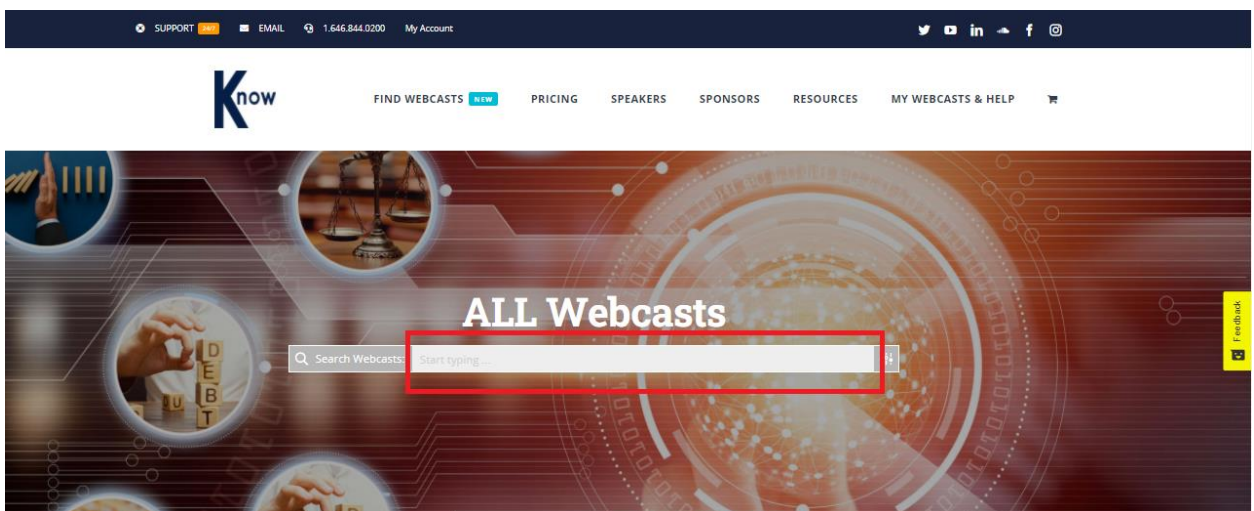 SUPPORT 24/7 EMAIL 1.646.844.0200 My Account
Know
FIND WEBCASTS NEW PRICING SPEAKERS SPONSORS RESOURCES MY WEBCASTS & HELP
ALL Webcasts
Search Webcasts: Start typing ...
Feedback
DEBT
U